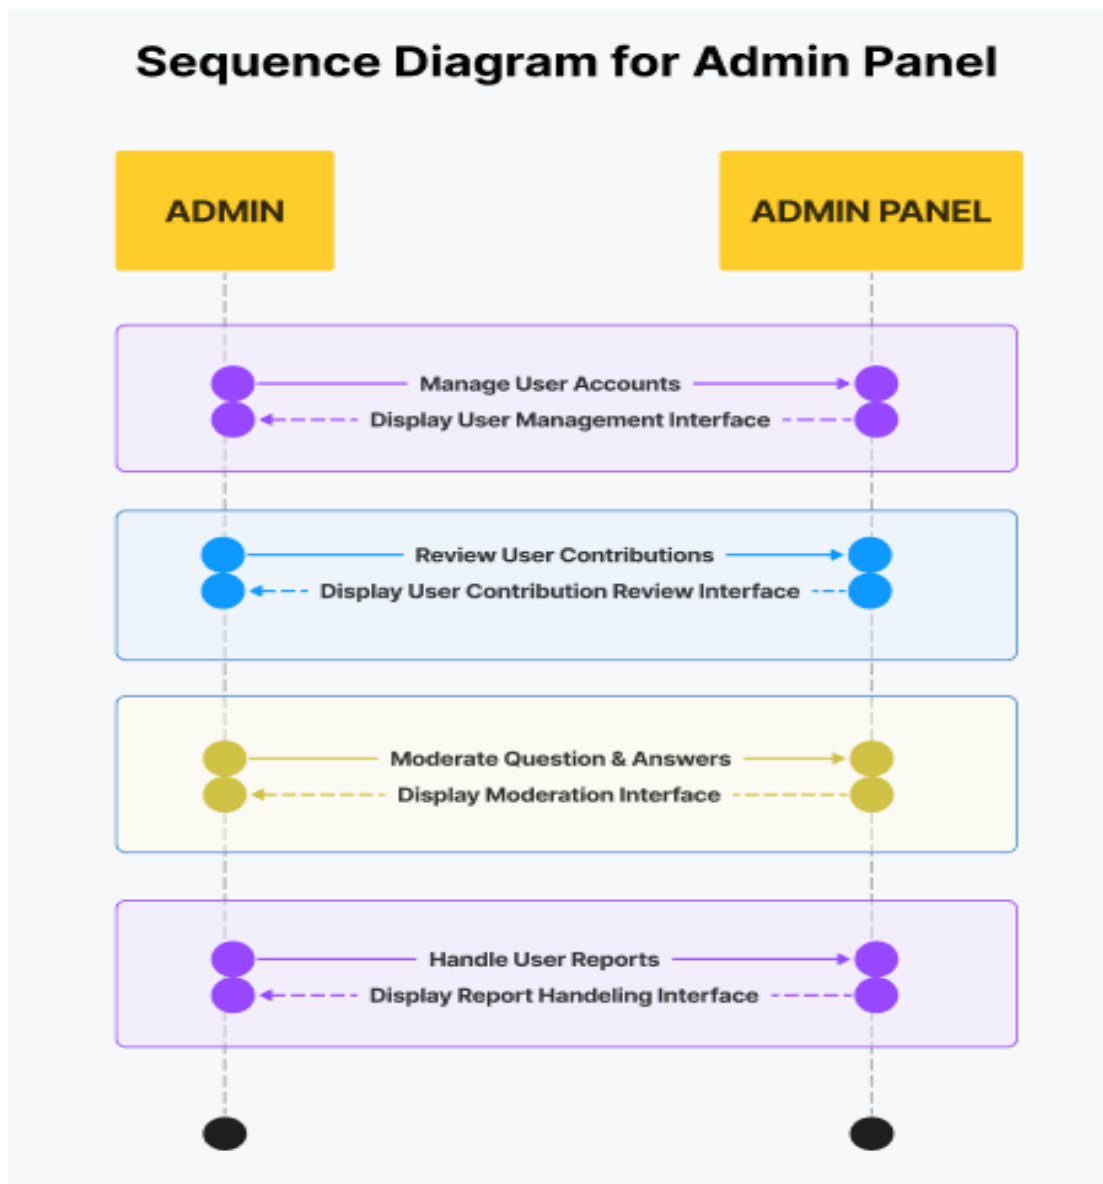 Sequence Diagram for Admin Panel
ADMIN
ADMIN PANEL
Manage User Accounts
Display User Management Interface
Review User Contributions
Display User Contribution Review Interface
Moderate Question & Answers
Display Moderation Interface
Handle User Reports
Display Report Handeling Interface